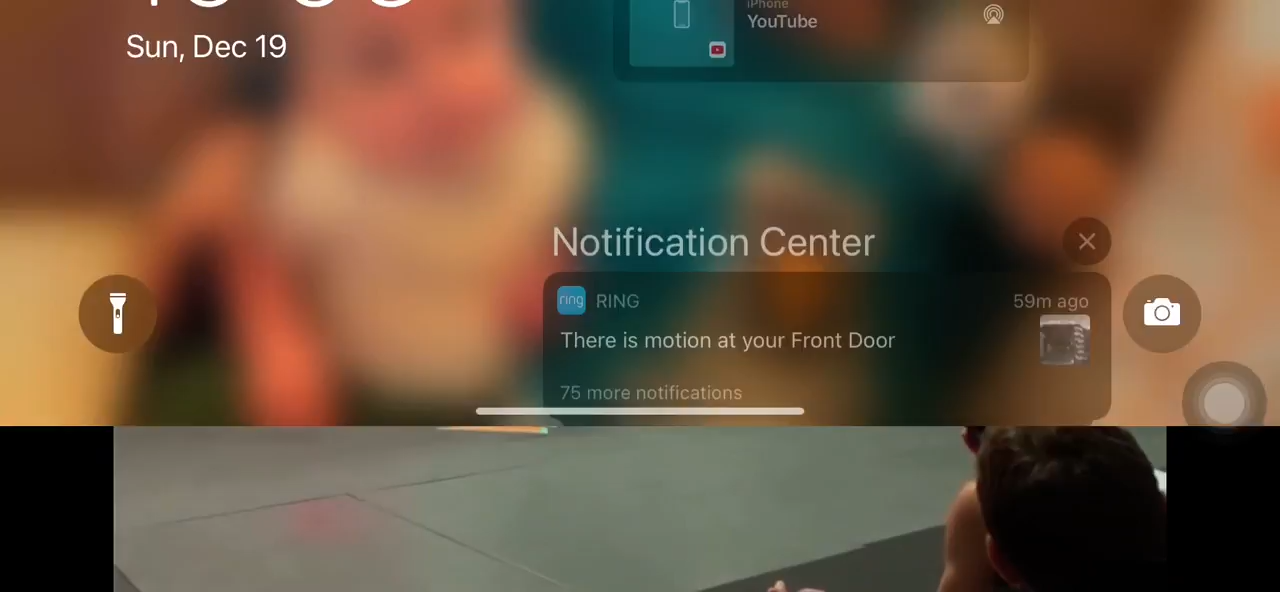 Sun, Dec 19
iPhone
YouTube
Notification Center
ring RING
59m ago
There is motion at your Front Door
75 more notifications